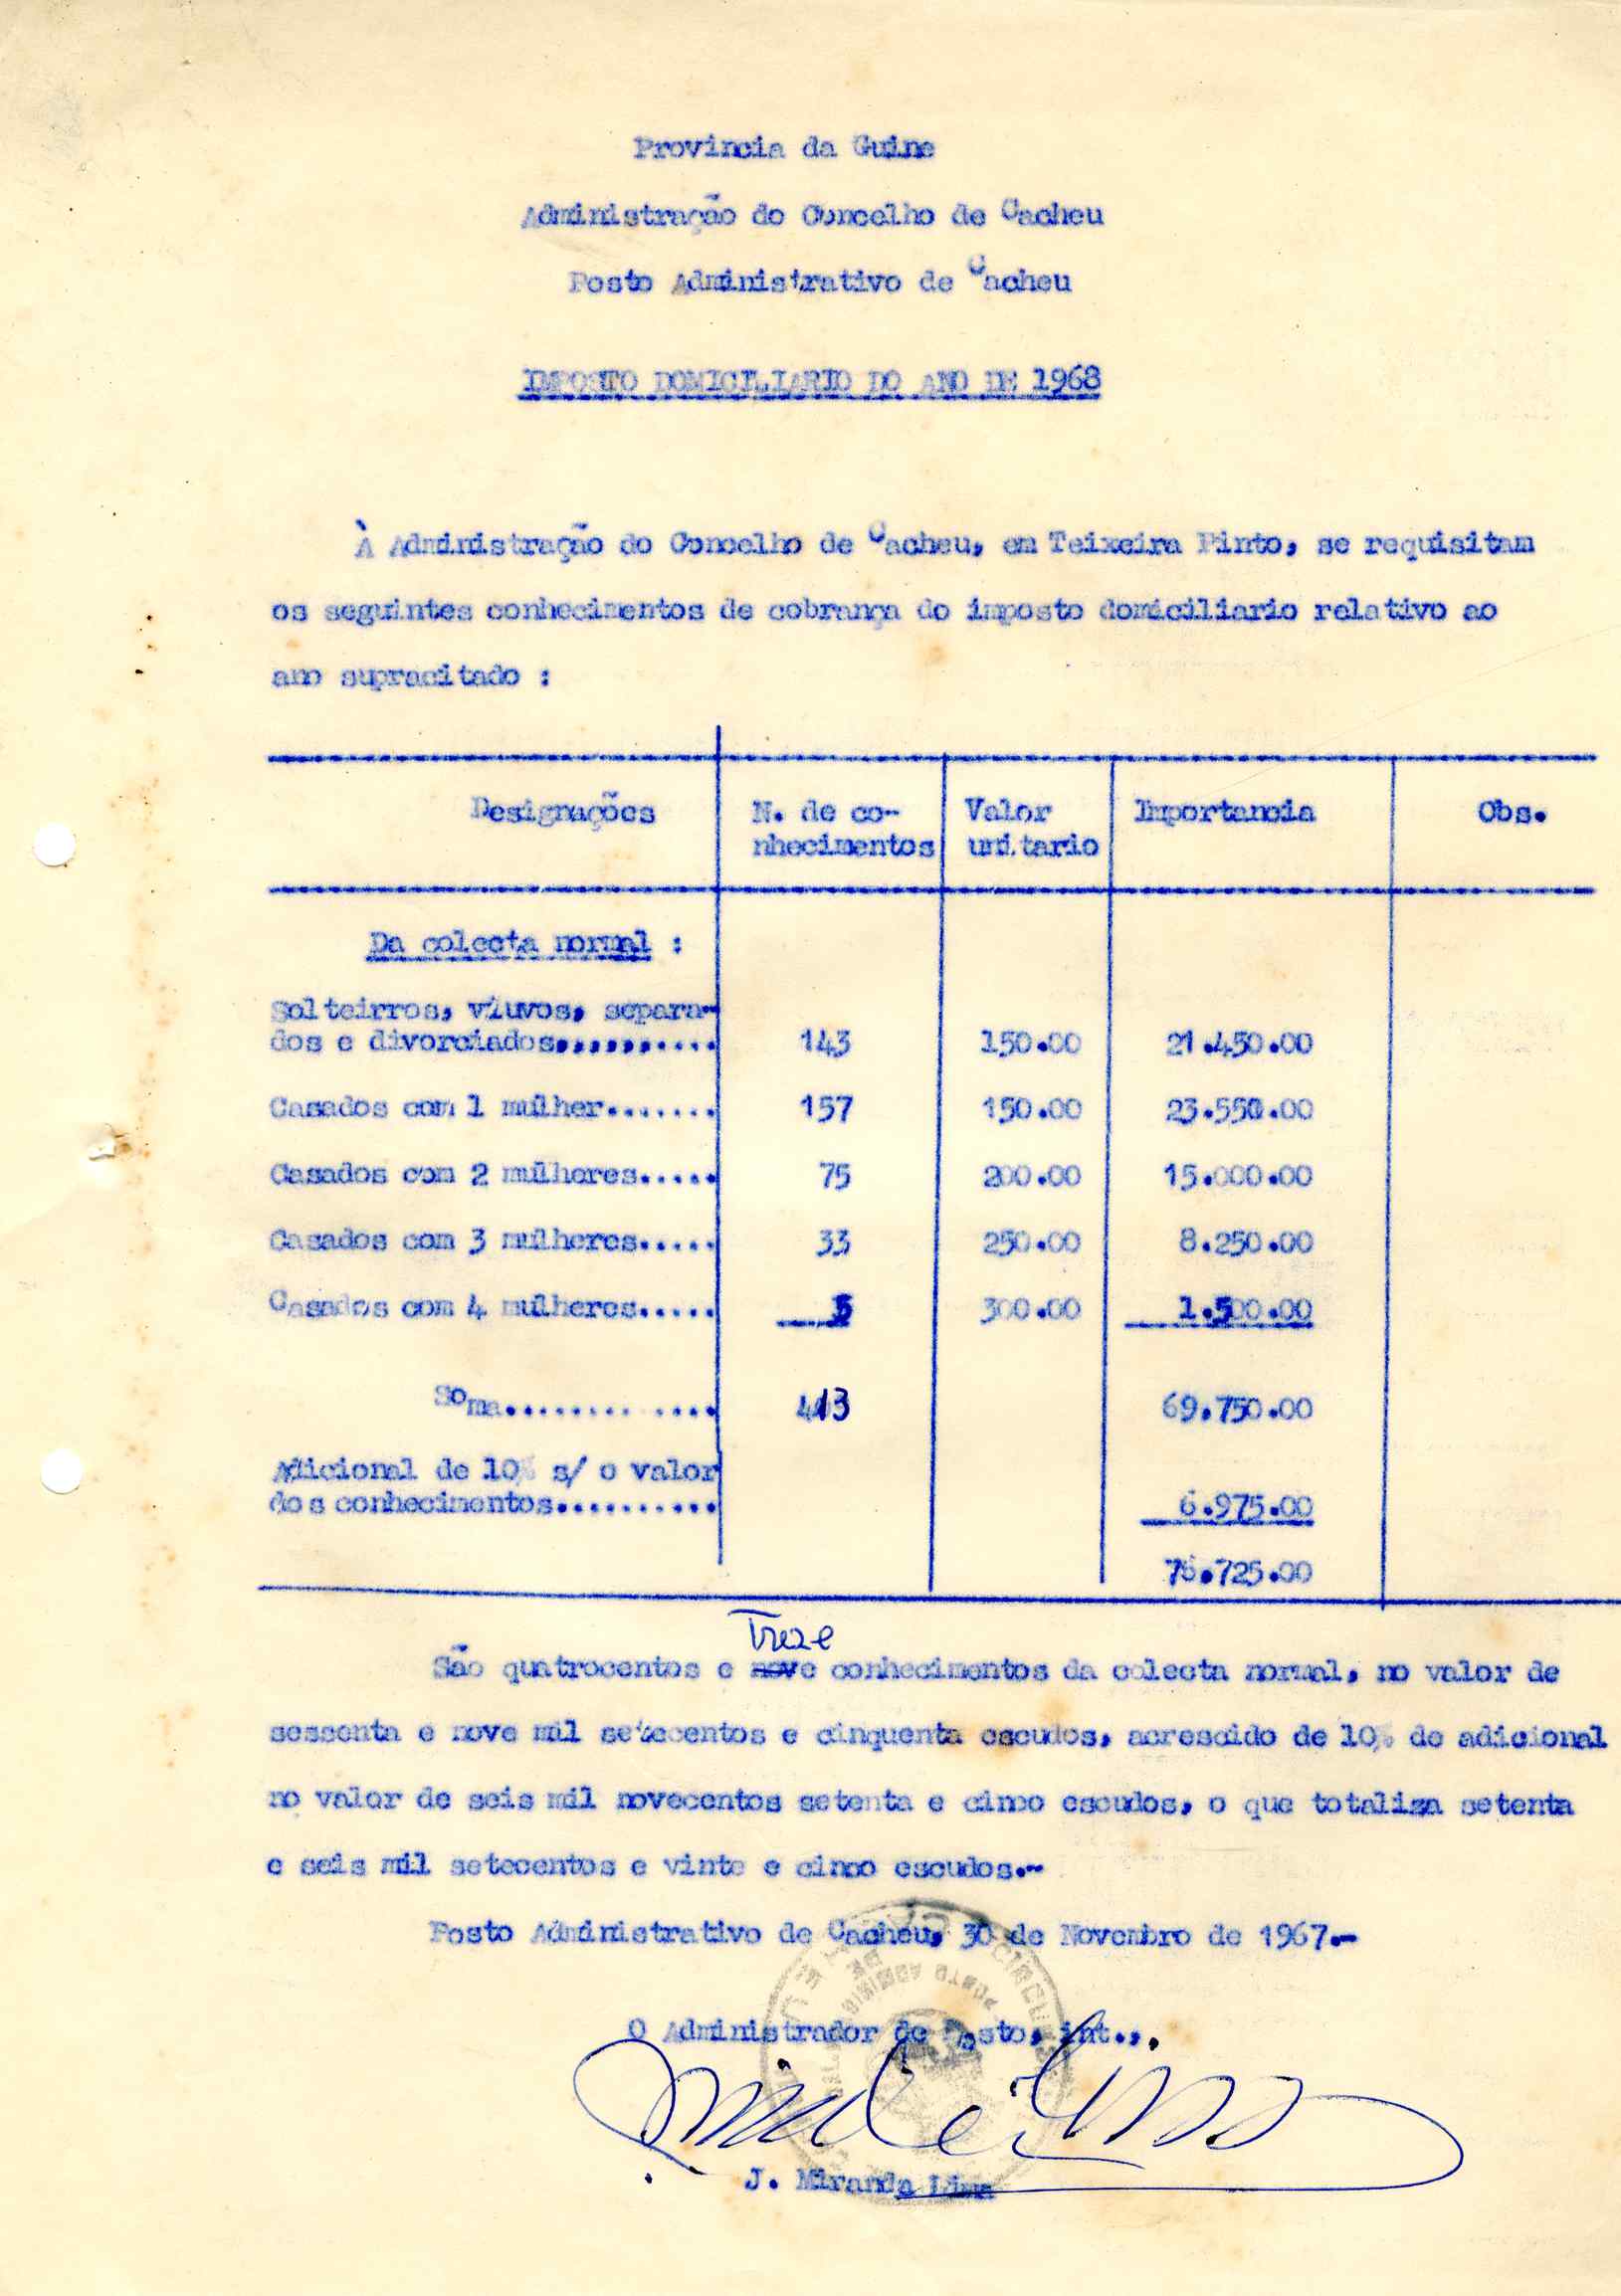 Provincia da Guine
Administração do Concelho de Cacheu
Posto Administrativo de Cacheu
IMPOSTO DOMICILIARIO DO ANO DE 1968
À Administração do Concelho de Cacheu, em Teixeira Pinto, se requisitam
os seguintes conhecimentos de cobrança do imposto domiciliario relativo ao
ano supracitado :
Designações N. de co- Valor Importancia Obs.
nhecimentos unitario
Da colecta normal :
Solteirros, viuvos, separa-
dos e divorciados.......... 143 150.00 21.450.00
Casados com 1 mulher....... 157 150.00 23.550.00
Casados com 2 mulheres..... 75 200.00 15.000.00
Casados com 3 mulheres..... 33 250.00 8.250.00
Casados com 4 mulheres..... 5 300.00 1.500.00
Soma............ 413 69.750.00
Adicional de 10% s/ o valor
dos conhecimentos.......... 6.975.00
76.725.00
Treze
São quatrocentos e nove conhecimentos da colecta normal, no valor de
sessenta e nove mil setecentos e cinquenta escudos, acrescido de 10% de adicional
no valor de seis mil novecentos setenta e cinco escudos, o que totaliza setenta
e seis mil setecentos e vinte e cinco escudos.-
Posto Administrativo de Cacheu, 30 de Novembro de 1967.-
O Administrador de Posto, int.,
J. Miranda Lima